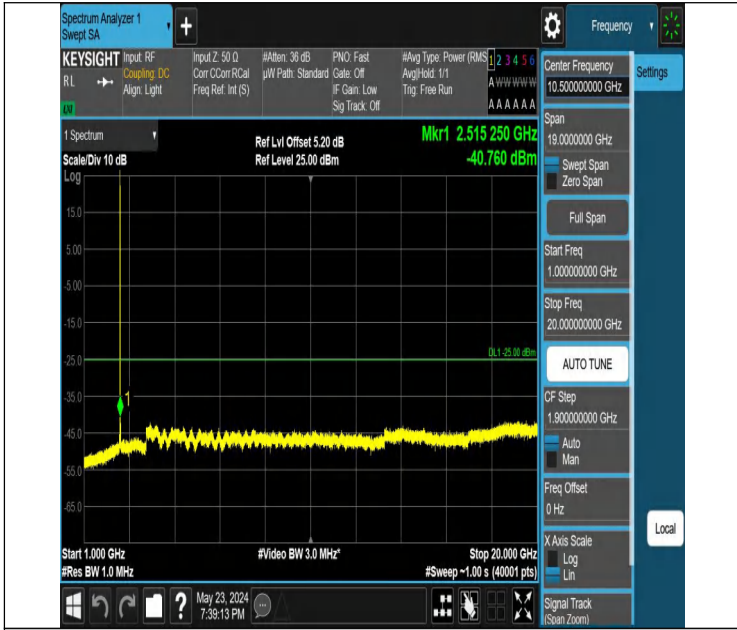 Spectrum Analyzer 1
Swept SA
+
Frequency
KEYSIGHT
RL
Input: RF
Coupling: DC
Align: Light
Input Z: 50 Ω
Corr CCorr RCal
Freq Ref: Int (S)
#Atten: 36 dB
µW Path: Standard
PNO: Fast
Gate: Off
IF Gain: Low
Sig Track: Off
#Avg Type: Power (RMS
Avg|Hold: 1/1
Trig: Free Run
1 2 3 4 5 6
A W W W W W
A A A A A A
1 Spectrum
Scale/Div 10 dB
Log
Ref Lvl Offset 5.20 dB
Ref Level 25.00 dBm
Mkr1 2.515 250 GHz
-40.760 dBm
15.0
5.00
-5.00
-15.0
-25.0
-35.0
-45.0
-55.0
-65.0
DL1 -25.00 dBm
1
Start 1.000 GHz
#Res BW 1.0 MHz
#Video BW 3.0 MHz*
Stop 20.000 GHz
#Sweep ~1.00 s (40001 pts)
Center Frequency
10.500000000 GHz
Settings
Span
19.0000000 GHz
Swept Span
Zero Span
Full Span
Start Freq
1.000000000 GHz
Stop Freq
20.000000000 GHz
AUTO TUNE
CF Step
1.900000000 GHz
Auto
Man
Freq Offset
0 Hz
X Axis Scale
Log
Lin
Local
Signal Track
(Span Zoom)
?
May 23, 2024
7:39:13 PM